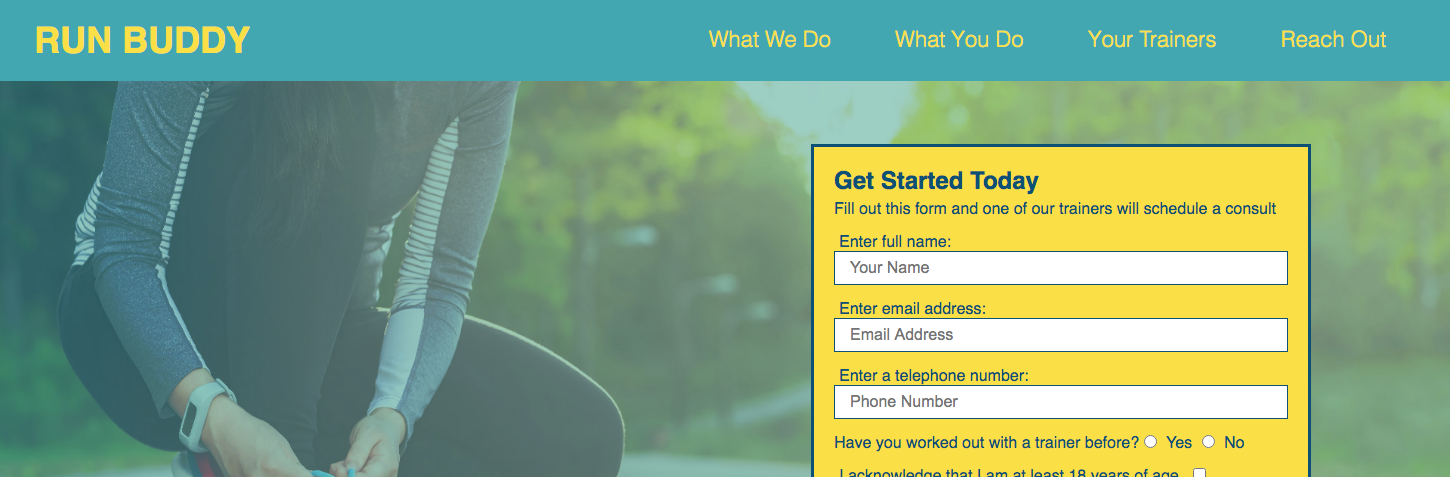 RUN BUDDY
What We Do
What You Do
Your Trainers
Reach Out
Get Started Today
Fill out this form and one of our trainers will schedule a consult
Enter full name:
Your Name
Enter email address:
Email Address
Enter a telephone number:
Phone Number
Have you worked out with a trainer before? Yes No
I acknowledge that I am at least 18 years of age